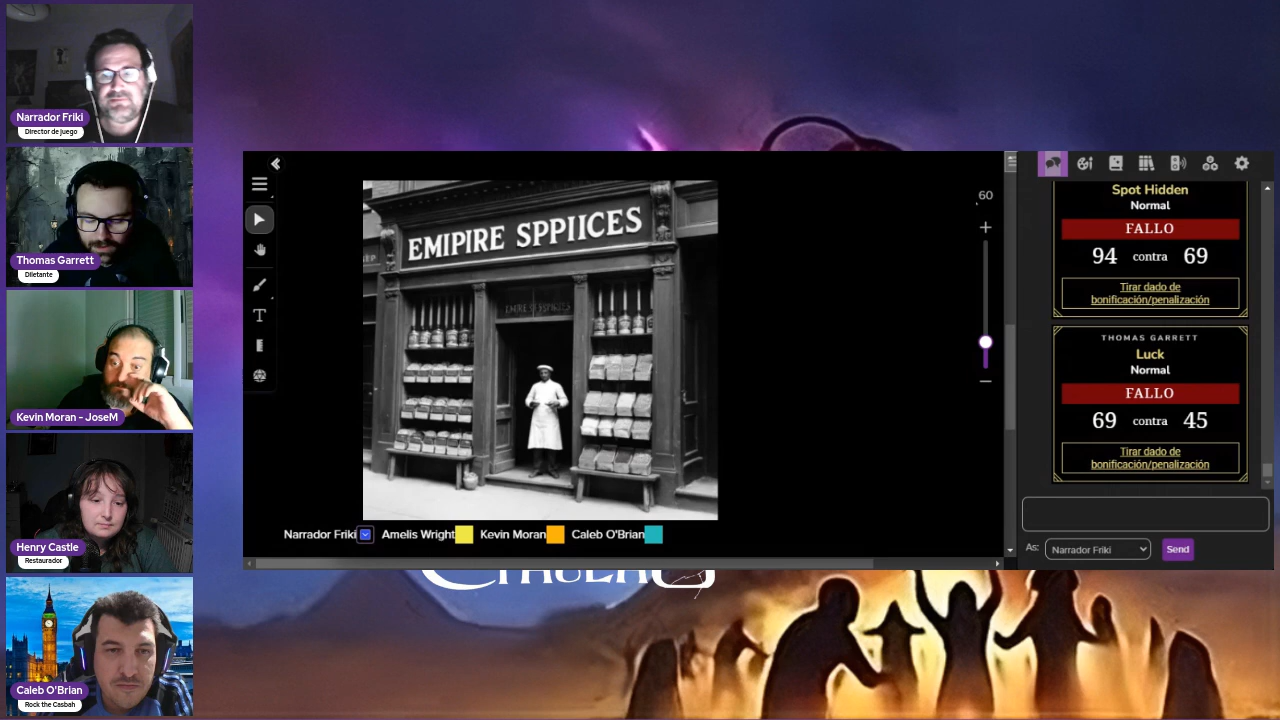 Narrador Friki
Director de juego
Thomas Garrett
Diletante
Kevin Moran - JoseM
Henry Castle
Restaurador
Caleb O'Brian
Rock the Casbah
EMIPIRE SPPIICES
60
Narrador Friki Amelis Wright Kevin Moran Caleb O'Brian
Spot Hidden
Normal
FALLO
94 contra 69
Tirar dado de
bonificación/penalización
THOMAS GARRETT
Luck
Normal
FALLO
69 contra 45
Tirar dado de
bonificación/penalización
As: Narrador Friki Send